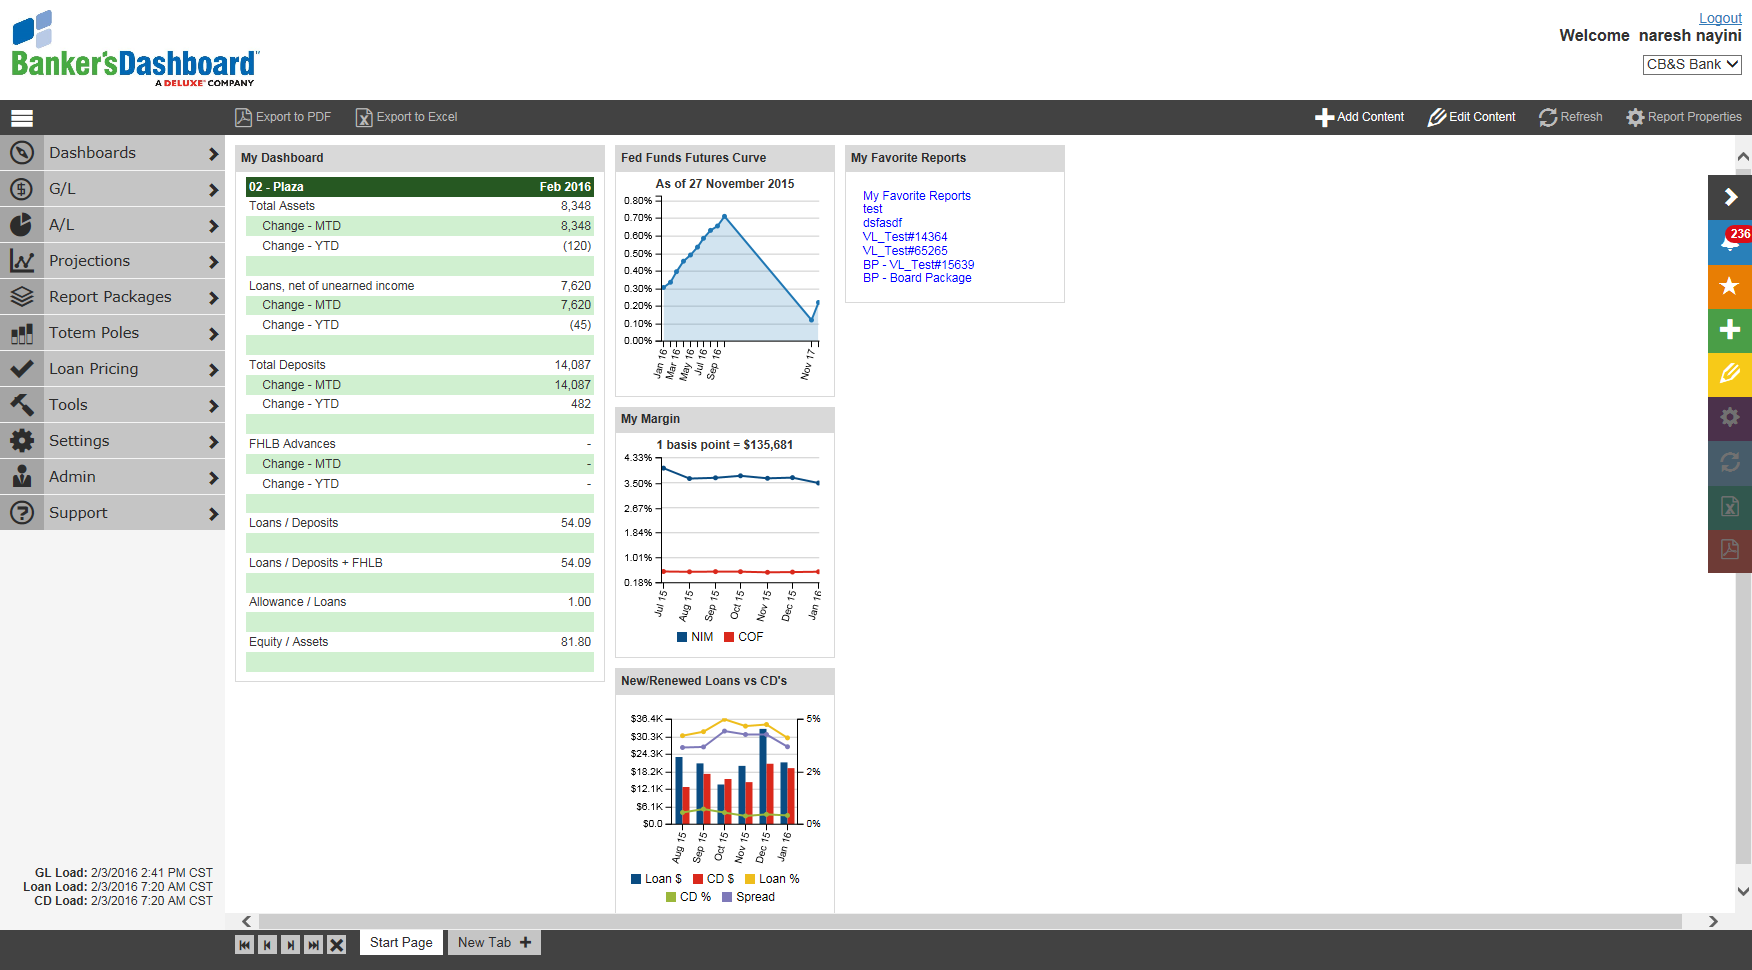 Logout
Banker'sDashboard
A DELUXE COMPANY
Welcome naresh nayini
CB&S Bank
Export to PDF
Export to Excel
Add Content
Edit Content
Refresh
Report Properties
Dashboards
G/L
A/L
Projections
Report Packages
Totem Poles
Loan Pricing
Tools
Settings
Admin
Support
GL Load: 2/3/2016 2:41 PM CST
Loan Load: 2/3/2016 7:20 AM CST
CD Load: 2/3/2016 7:20 AM CST
My Dashboard
02 - Plaza Feb 2016
Total Assets 8,348
Change - MTD 8,348
Change - YTD (120)
Loans, net of unearned income 7,620
Change - MTD 7,620
Change - YTD (45)
Total Deposits 14,087
Change - MTD 14,087
Change - YTD 482
FHLB Advances -
Change - MTD -
Change - YTD -
Loans / Deposits 54.09
Loans / Deposits + FHLB 54.09
Allowance / Loans 1.00
Equity / Assets 81.80
Fed Funds Futures Curve
As of 27 November 2015
0.80%
0.70%
0.60%
0.50%
0.40%
0.30%
0.20%
0.10%
0.00%
Jan 16 Mar 16 May 16 Jul 16 Sep 16 Nov 17
My Margin
1 basis point = $135,681
4.33%
3.50%
2.67%
1.84%
1.01%
0.18%
Jul 15 Aug 15 Sep 15 Oct 15 Nov 15 Dec 15 Jan 16
NIM COF
New/Renewed Loans vs CD's
$36.4K 5%
$30.3K
$24.3K
$18.2K 2%
$12.1K
$6.1K
$0.0 0%
Aug 15 Sep 15 Oct 15 Nov 15 Dec 15 Jan 16
Loan $ CD $ Loan %
CD % Spread
My Favorite Reports
My Favorite Reports
test
dsfasdf
VL_Test#14364
VL_Test#65265
BP - VL_Test#15639
BP - Board Package
236
Start Page
New Tab